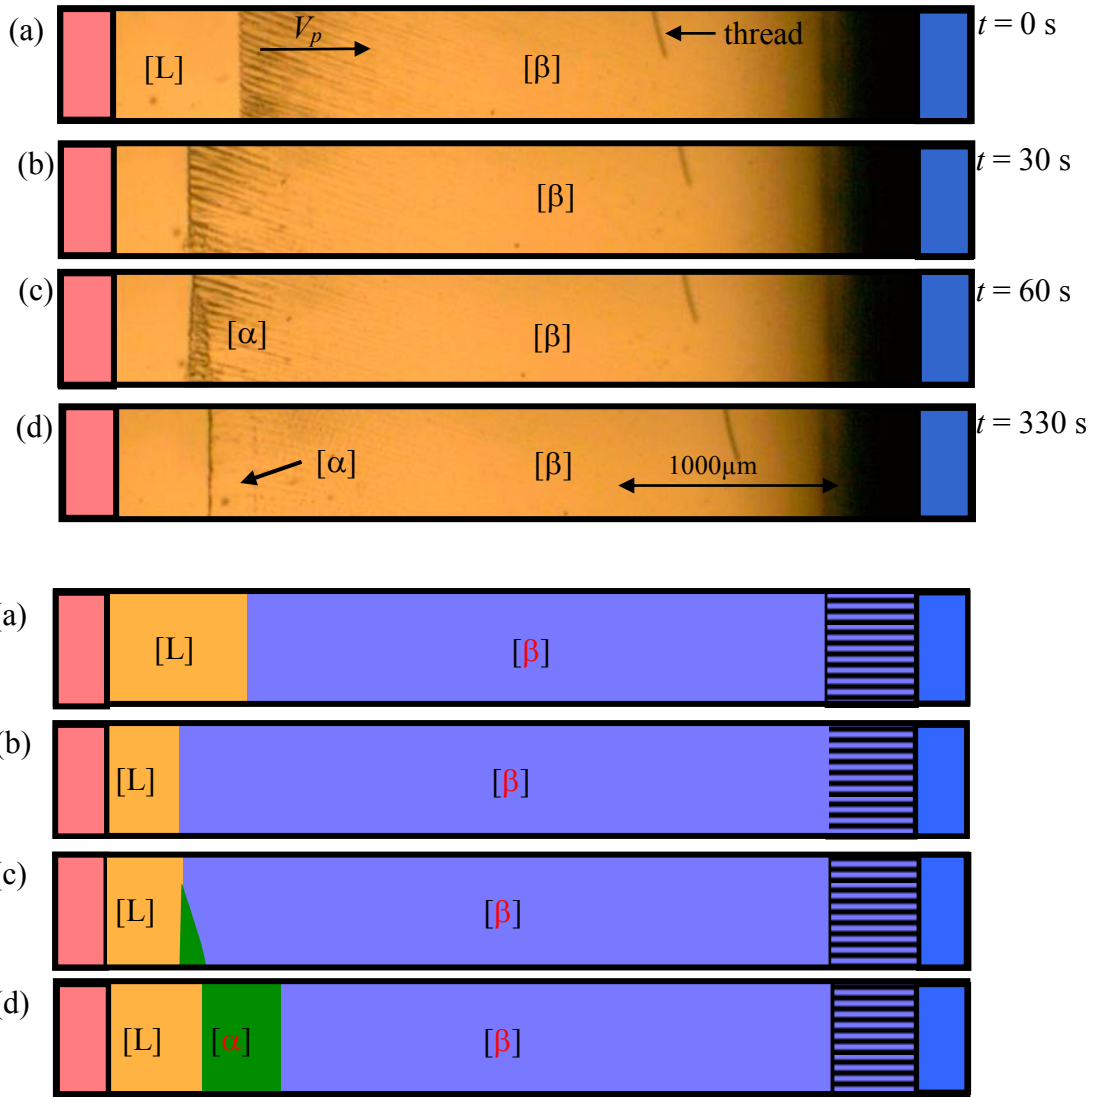 (a) [L] Vp [β] thread t = 0 s
(b) [β] t = 30 s
(c) [α] [β] t = 60 s
(d) [α] [β] 1000μm t = 330 s
(a) [L] [β]
(b) [L] [β]
(c) [L] [β]
(d) [L] [α] [β]